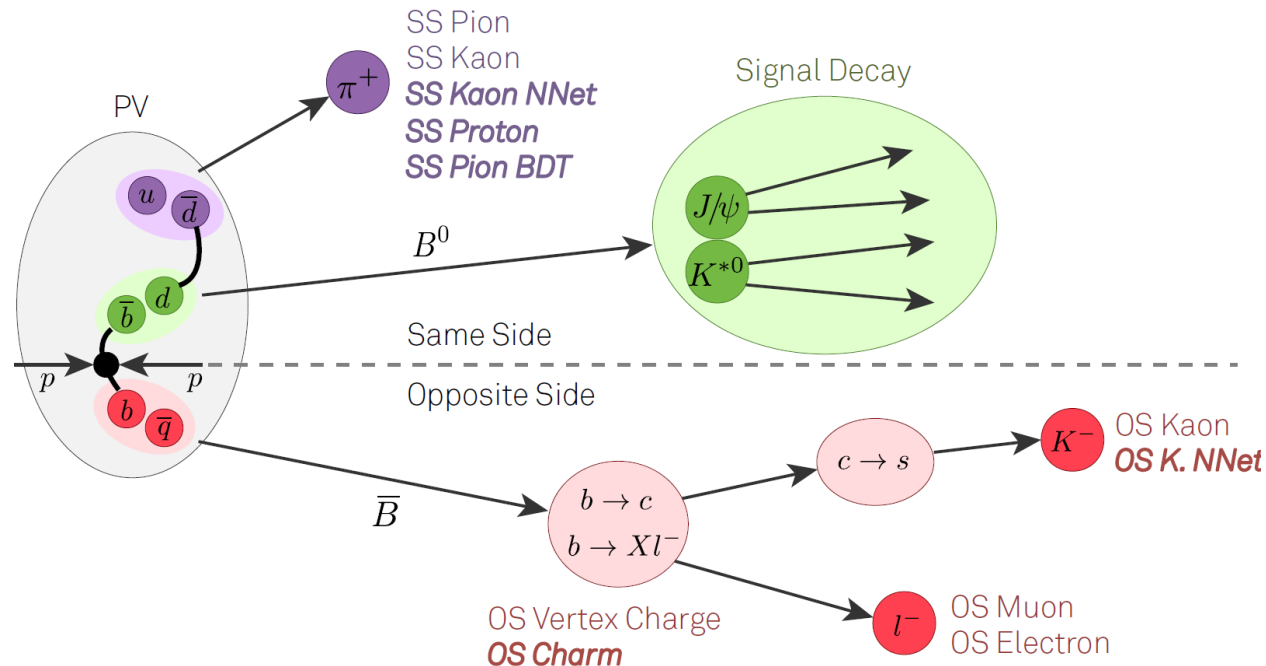 SS Pion
SS Kaon
SS Kaon NNet
SS Proton
SS Pion BDT
π⁺
Signal Decay
PV
u
d̅
J/ψ
K*⁰
B⁰
d
b̅
Same Side
p
p
Opposite Side
b
q̅
B̅
b → c
b → Xl⁻
c → s
K⁻
OS Kaon
OS K. NNet
OS Vertex Charge
OS Charm
l⁻
OS Muon
OS Electron